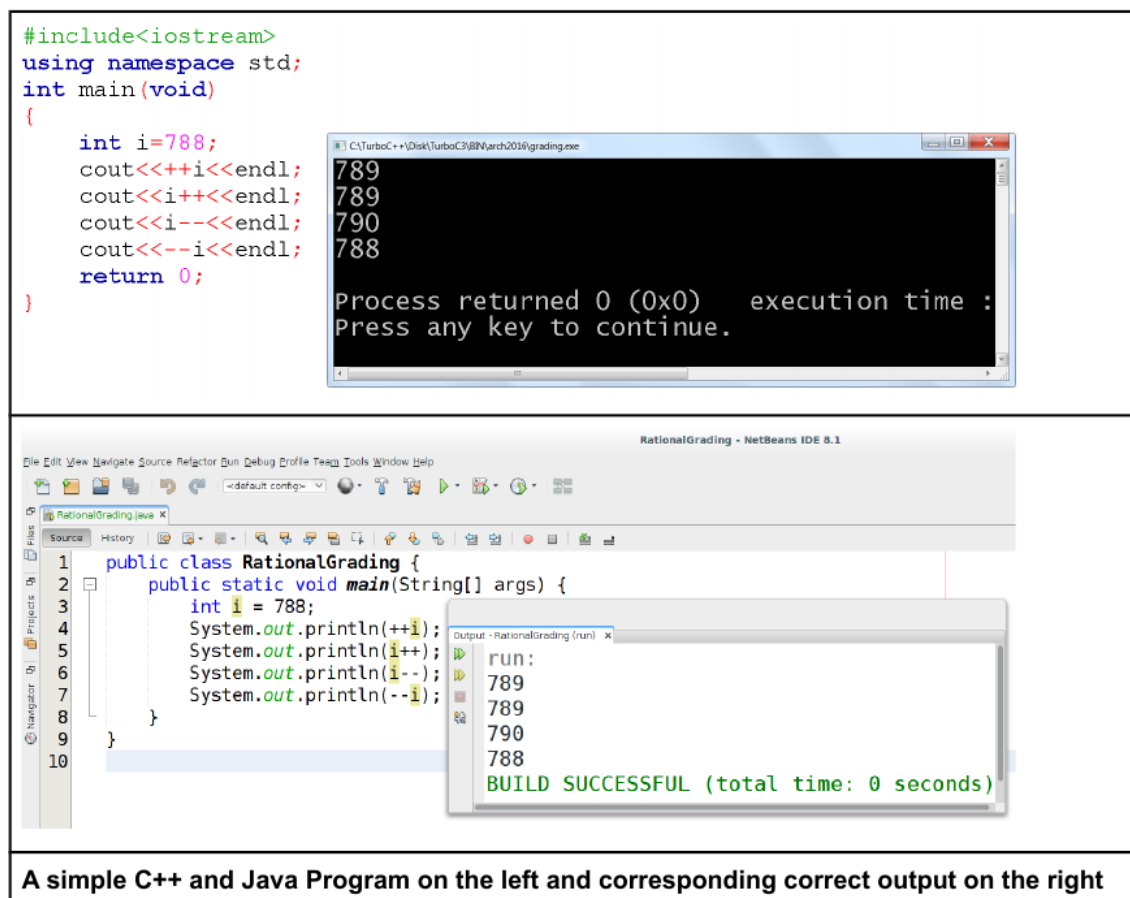 #include<iostream>
using namespace std;
int main(void)
{
int i=788;
cout<<++i<<endl;
cout<<i++<<endl;
cout<<i--<<endl;
cout<<--i<<endl;
return 0;
}
C:\TurboC++\Disk\TurboC3\BIN\arch2016\grading.exe
789
789
790
788
Process returned 0 (0x0) execution time :
Press any key to continue.
RationalGrading - NetBeans IDE 8.1
File Edit View Navigate Source Refactor Run Debug Profile Team Tools Window Help
<default config>
RationalGrading.java
Source History
Files
Projects
Navigator
1 public class RationalGrading {
2 public static void main(String[] args) {
3 int i = 788;
4 System.out.println(++i);
5 System.out.println(i++);
6 System.out.println(i--);
7 System.out.println(--i);
8 }
9 }
10
Output - RationalGrading (run)
run:
789
789
790
788
BUILD SUCCESSFUL (total time: 0 seconds)
A simple C++ and Java Program on the left and corresponding correct output on the right